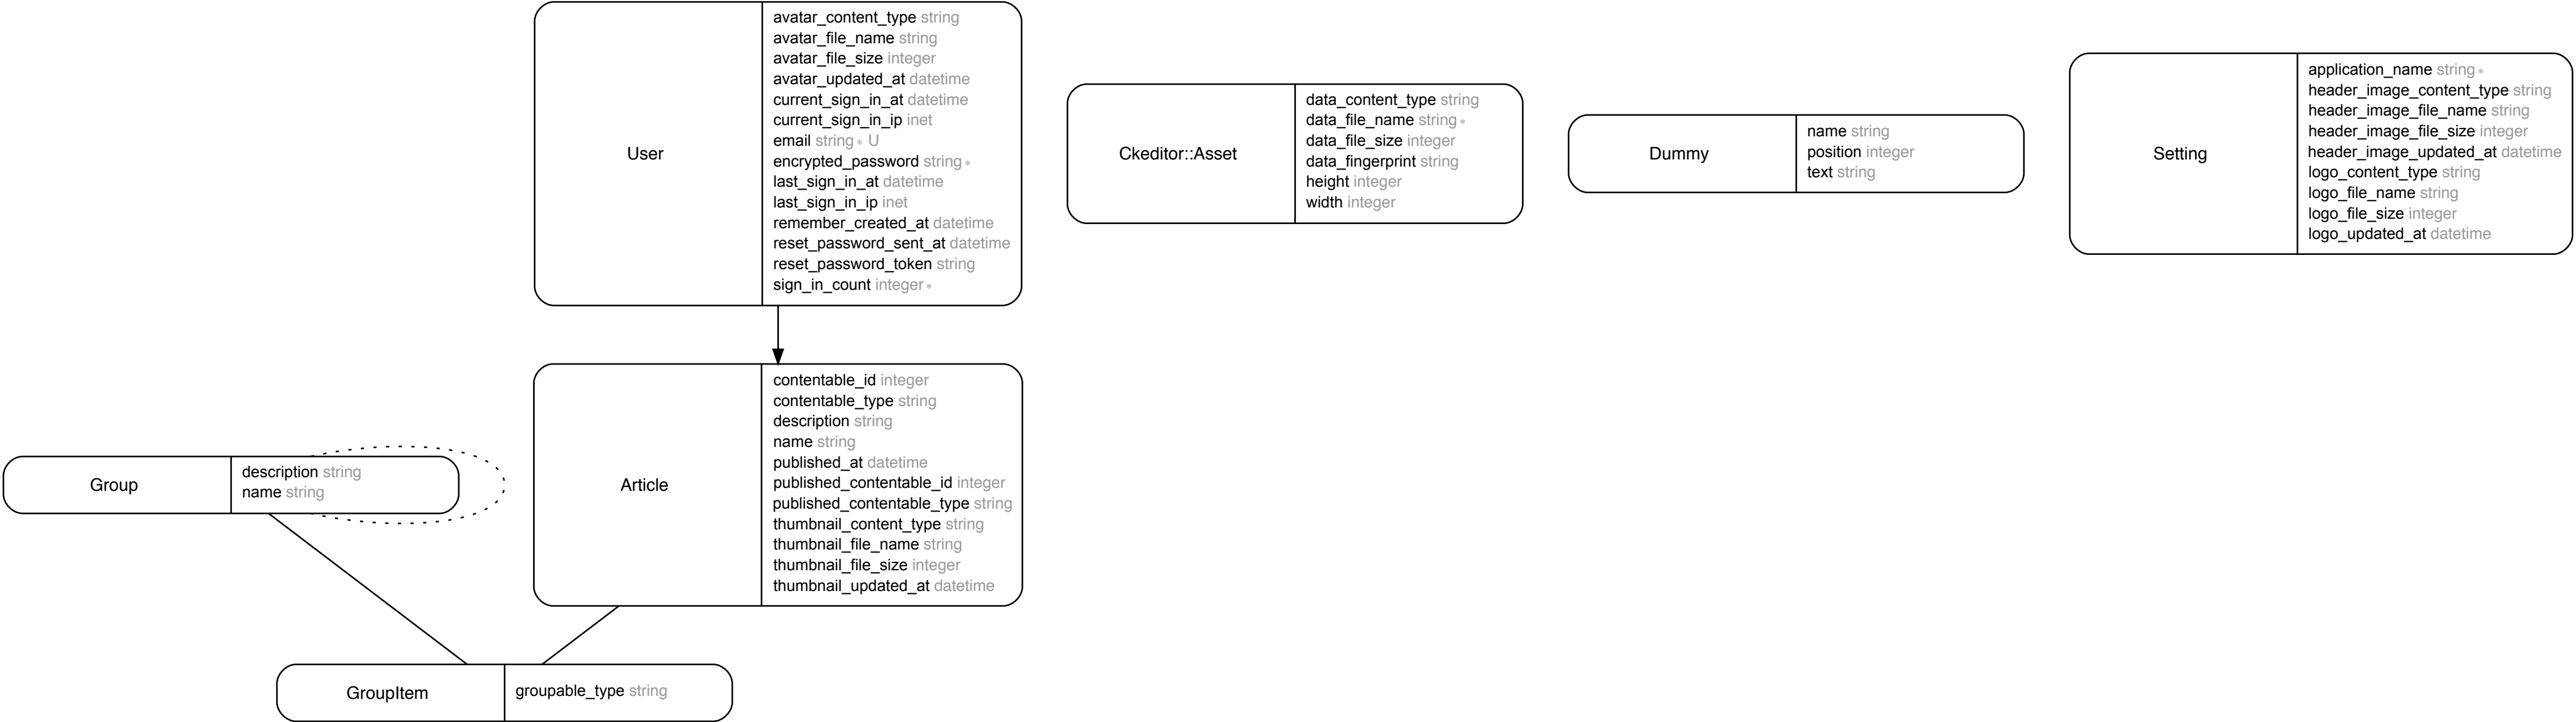 User
avatar_content_type string
avatar_file_name string
avatar_file_size integer
avatar_updated_at datetime
current_sign_in_at datetime
current_sign_in_ip inet
email string * U
encrypted_password string *
last_sign_in_at datetime
last_sign_in_ip inet
remember_created_at datetime
reset_password_sent_at datetime
reset_password_token string
sign_in_count integer *
Ckeditor::Asset
data_content_type string
data_file_name string *
data_file_size integer
data_fingerprint string
height integer
width integer
Dummy
name string
position integer
text string
Setting
application_name string *
header_image_content_type string
header_image_file_name string
header_image_file_size integer
header_image_updated_at datetime
logo_content_type string
logo_file_name string
logo_file_size integer
logo_updated_at datetime
Group
description string
name string
Article
contentable_id integer
contentable_type string
description string
name string
published_at datetime
published_contentable_id integer
published_contentable_type string
thumbnail_content_type string
thumbnail_file_name string
thumbnail_file_size integer
thumbnail_updated_at datetime
GroupItem
groupable_type string